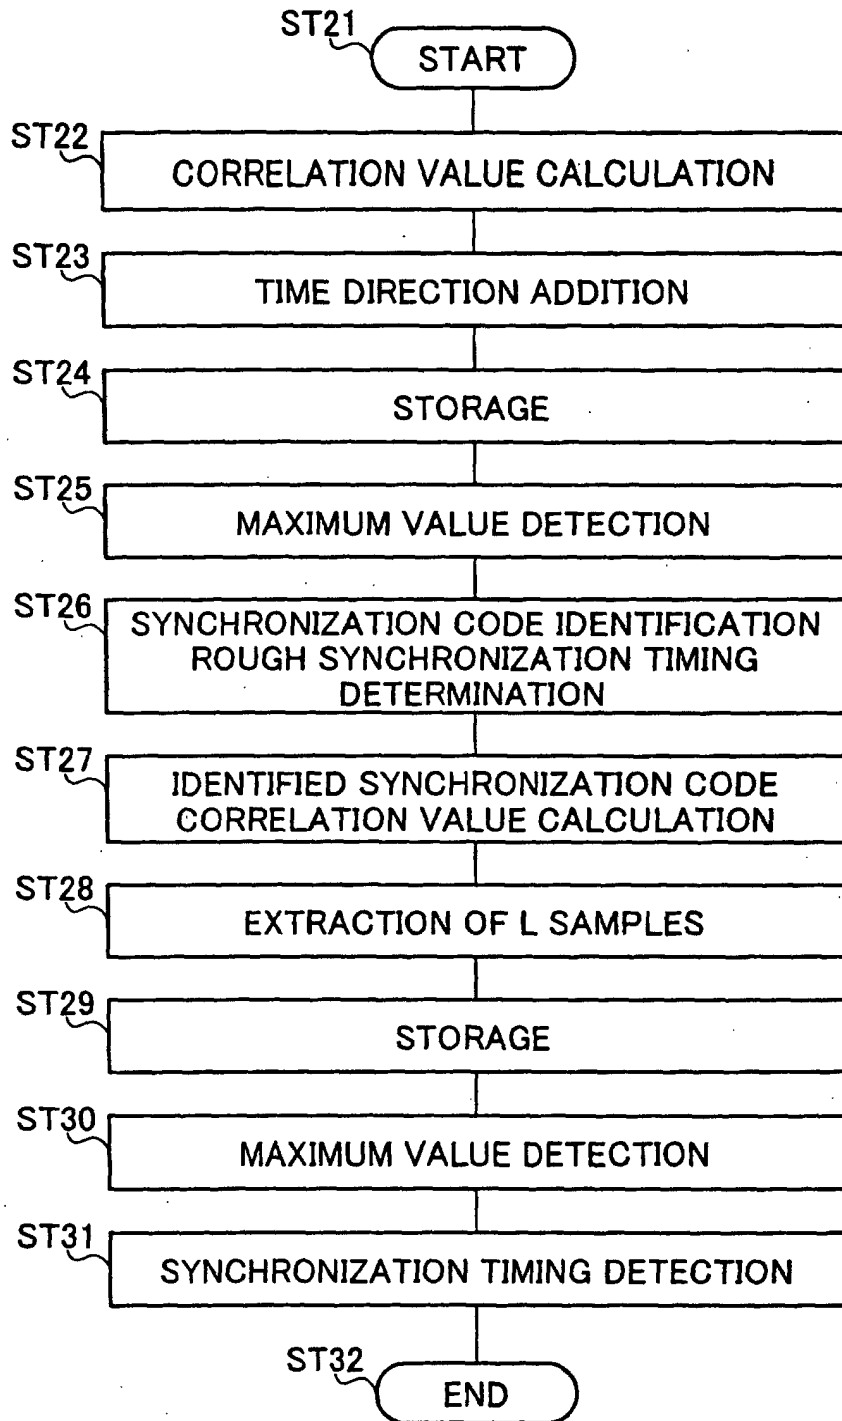 ST21
START
ST22
CORRELATION VALUE CALCULATION
ST23
TIME DIRECTION ADDITION
ST24
STORAGE
ST25
MAXIMUM VALUE DETECTION
ST26
SYNCHRONIZATION CODE IDENTIFICATION
ROUGH SYNCHRONIZATION TIMING
DETERMINATION
ST27
IDENTIFIED SYNCHRONIZATION CODE
CORRELATION VALUE CALCULATION
ST28
EXTRACTION OF L SAMPLES
ST29
STORAGE
ST30
MAXIMUM VALUE DETECTION
ST31
SYNCHRONIZATION TIMING DETECTION
ST32
END